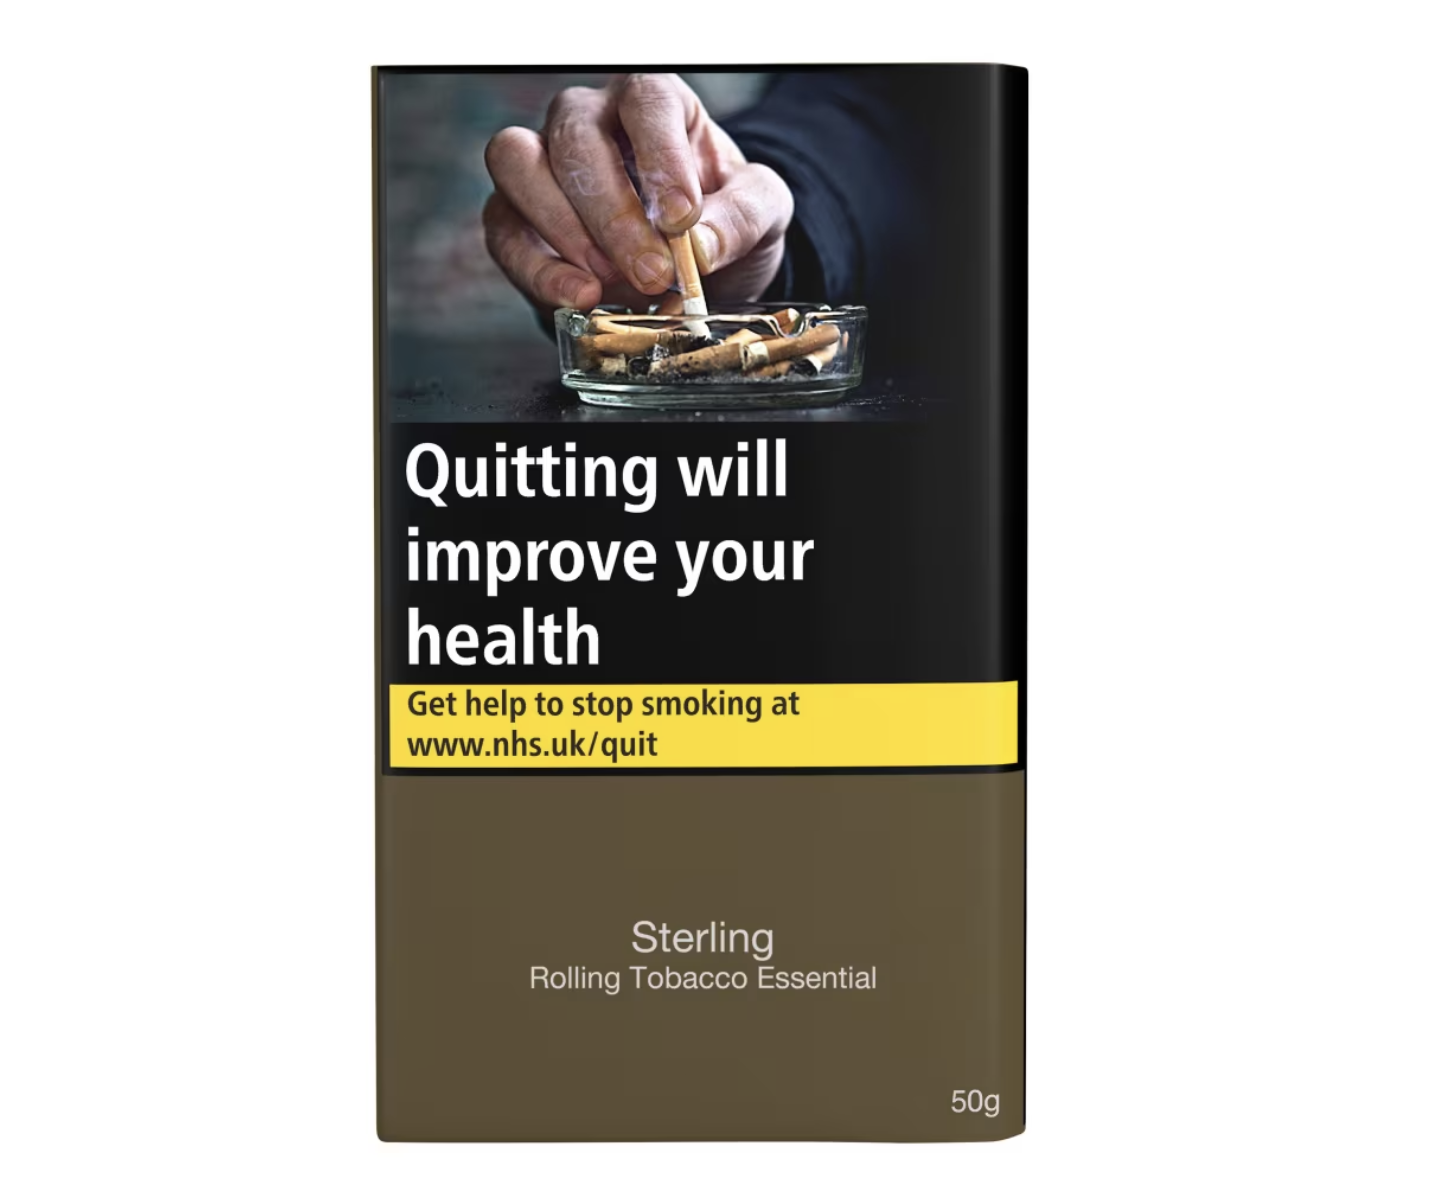 Quitting will
improve your
health
Get help to stop smoking at
www.nhs.uk/quit
Sterling
Rolling Tobacco Essential
50g